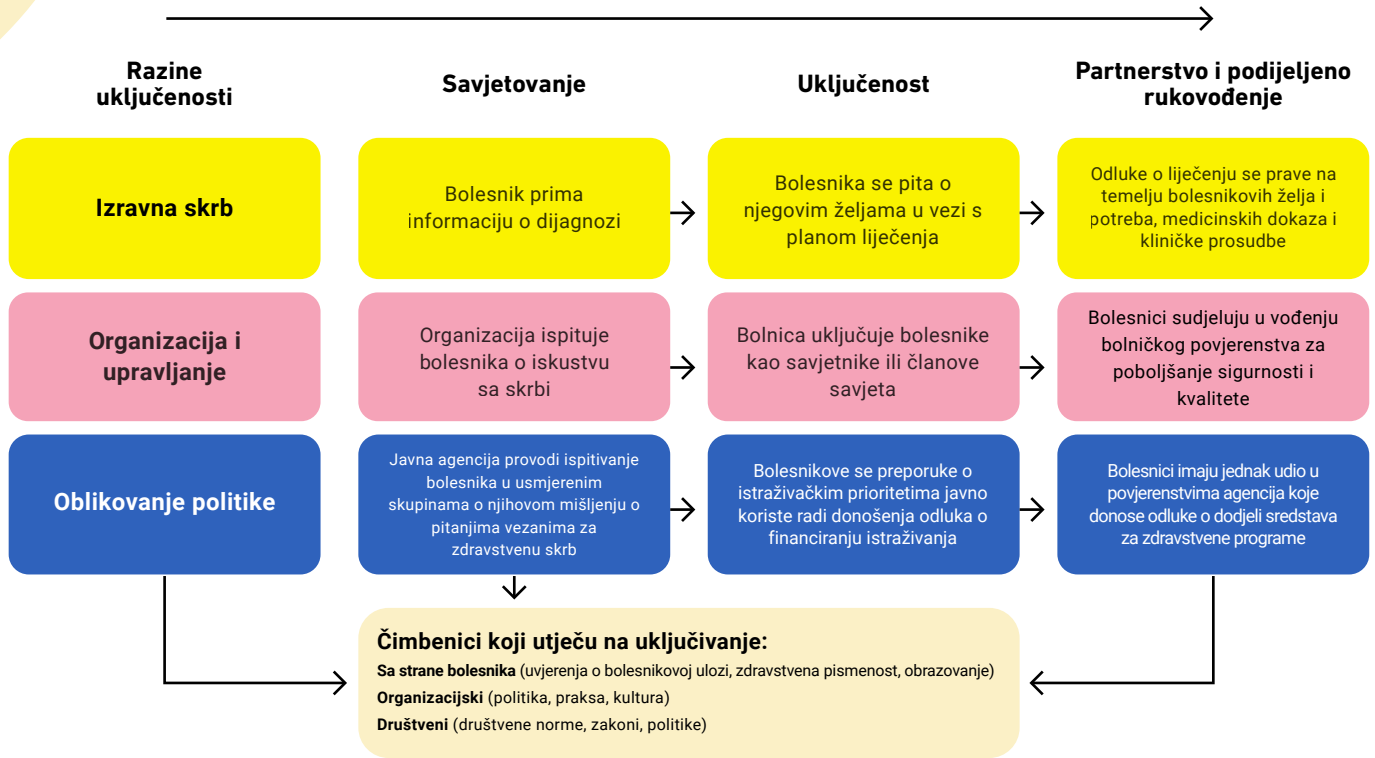 Razine
uključenosti
Savjetovanje
Uključenost
Partnerstvo i podijeljeno
rukovođenje
Izravna skrb
Bolesnik prima
informaciju o dijagnozi
Bolesnika se pita o
njegovim željama u vezi s
planom liječenja
Odluke o liječenju se prave na
temelju bolesnikovih želja i
potreba, medicinskih dokaza i
kliničke prosudbe
Organizacija i
upravljanje
Organizacija ispituje
bolesnika o iskustvu
sa skrbi
Bolnica uključuje bolesnike
kao savjetnike ili članove
savjeta
Bolesnici sudjeluju u vođenju
bolničkog povjerenstva za
poboljšanje sigurnosti i
kvalitete
Oblikovanje politike
Javna agencija provodi ispitivanje
bolesnika u usmjerenim
skupinama o njihovom mišljenju o
pitanjima vezanima za
zdravstvenu skrb
Bolesnikove se preporuke o
istraživačkim prioritetima javno
koriste radi donošenja odluka o
financiranju istraživanja
Bolesnici imaju jednak udio u
povjerenstvima agencija koje
donose odluke o dodjeli sredstava
za zdravstvene programe
Čimbenici koji utječu na uključivanje:
Sa strane bolesnika (uvjerenja o bolesnikovoj ulozi, zdravstvena pismenost, obrazovanje)
Organizacijski (politika, praksa, kultura)
Društveni (društvene norme, zakoni, politike)